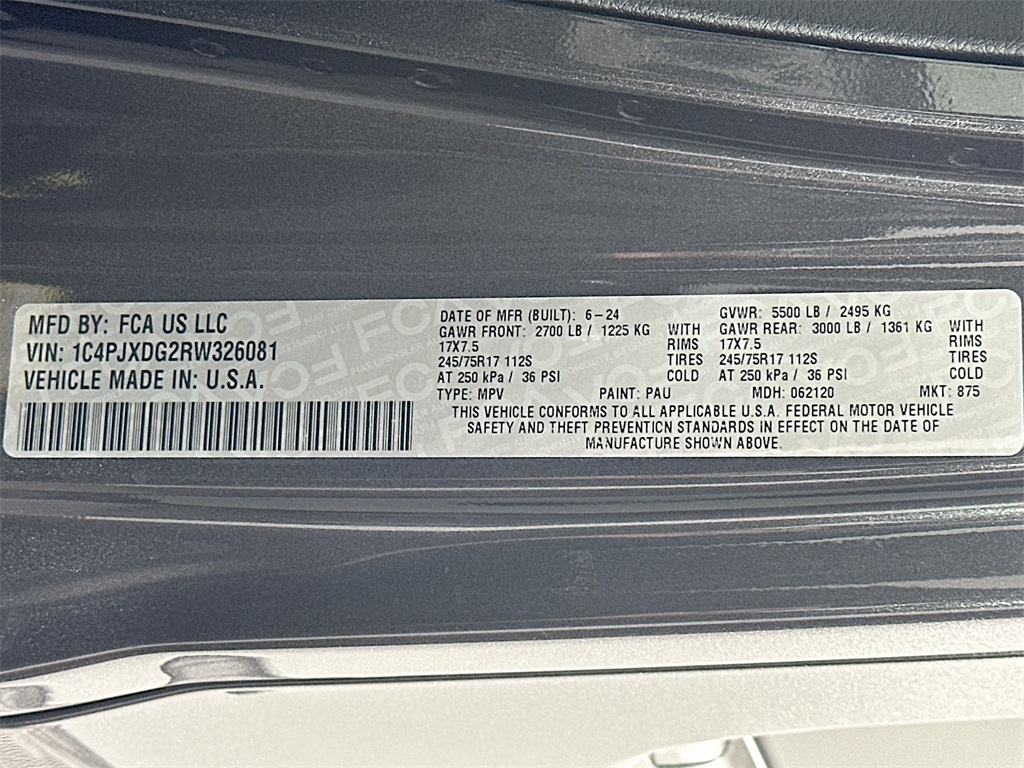 MFD BY: FCA US LLC
VIN: 1C4PJXDG2RW326081
VEHICLE MADE IN: U.S.A.
DATE OF MFR (BUILT): 6-24 GVWR: 5500 LB / 2495 KG
GAWR FRONT: 2700 LB / 1225 KG WITH GAWR REAR: 3000 LB / 1361 KG WITH
17X7.5 RIMS 17X7.5 RIMS
245/75R17 112S TIRES 245/75R17 112S TIRES
AT 250 kPa / 36 PSI COLD AT 250 kPa / 36 PSI COLD
TYPE: MPV PAINT: PAU MDH: 062120 MKT: 875
THIS VEHICLE CONFORMS TO ALL APPLICABLE U.S.A. FEDERAL MOTOR VEHICLE
SAFETY AND THEFT PREVENTION STANDARDS IN EFFECT ON THE DATE OF
MANUFACTURE SHOWN ABOVE.